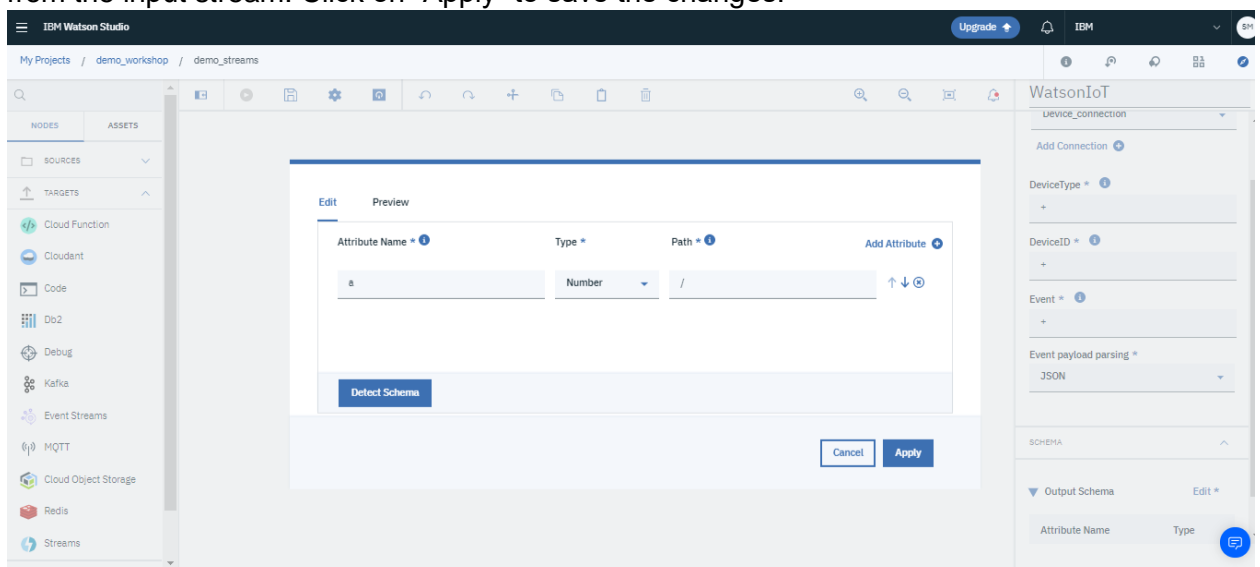 from the input stream. Click on "Apply" to save the changes.
IBM Watson Studio
Upgrade
IBM
SM
My Projects / demo_workshop / demo_streams
NODES
ASSETS
SOURCES
TARGETS
Cloud Function
Cloudant
Code
Db2
Debug
Kafka
Event Streams
MQTT
Cloud Object Storage
Redis
Streams
Edit
Preview
Attribute Name *
Type *
Path *
Add Attribute
a
Number
/
Detect Schema
Cancel
Apply
WatsonIoT
Device_connection
Add Connection
DeviceType *
+
DeviceID *
+
Event *
+
Event payload parsing *
JSON
SCHEMA
Output Schema
Edit *
Attribute Name
Type